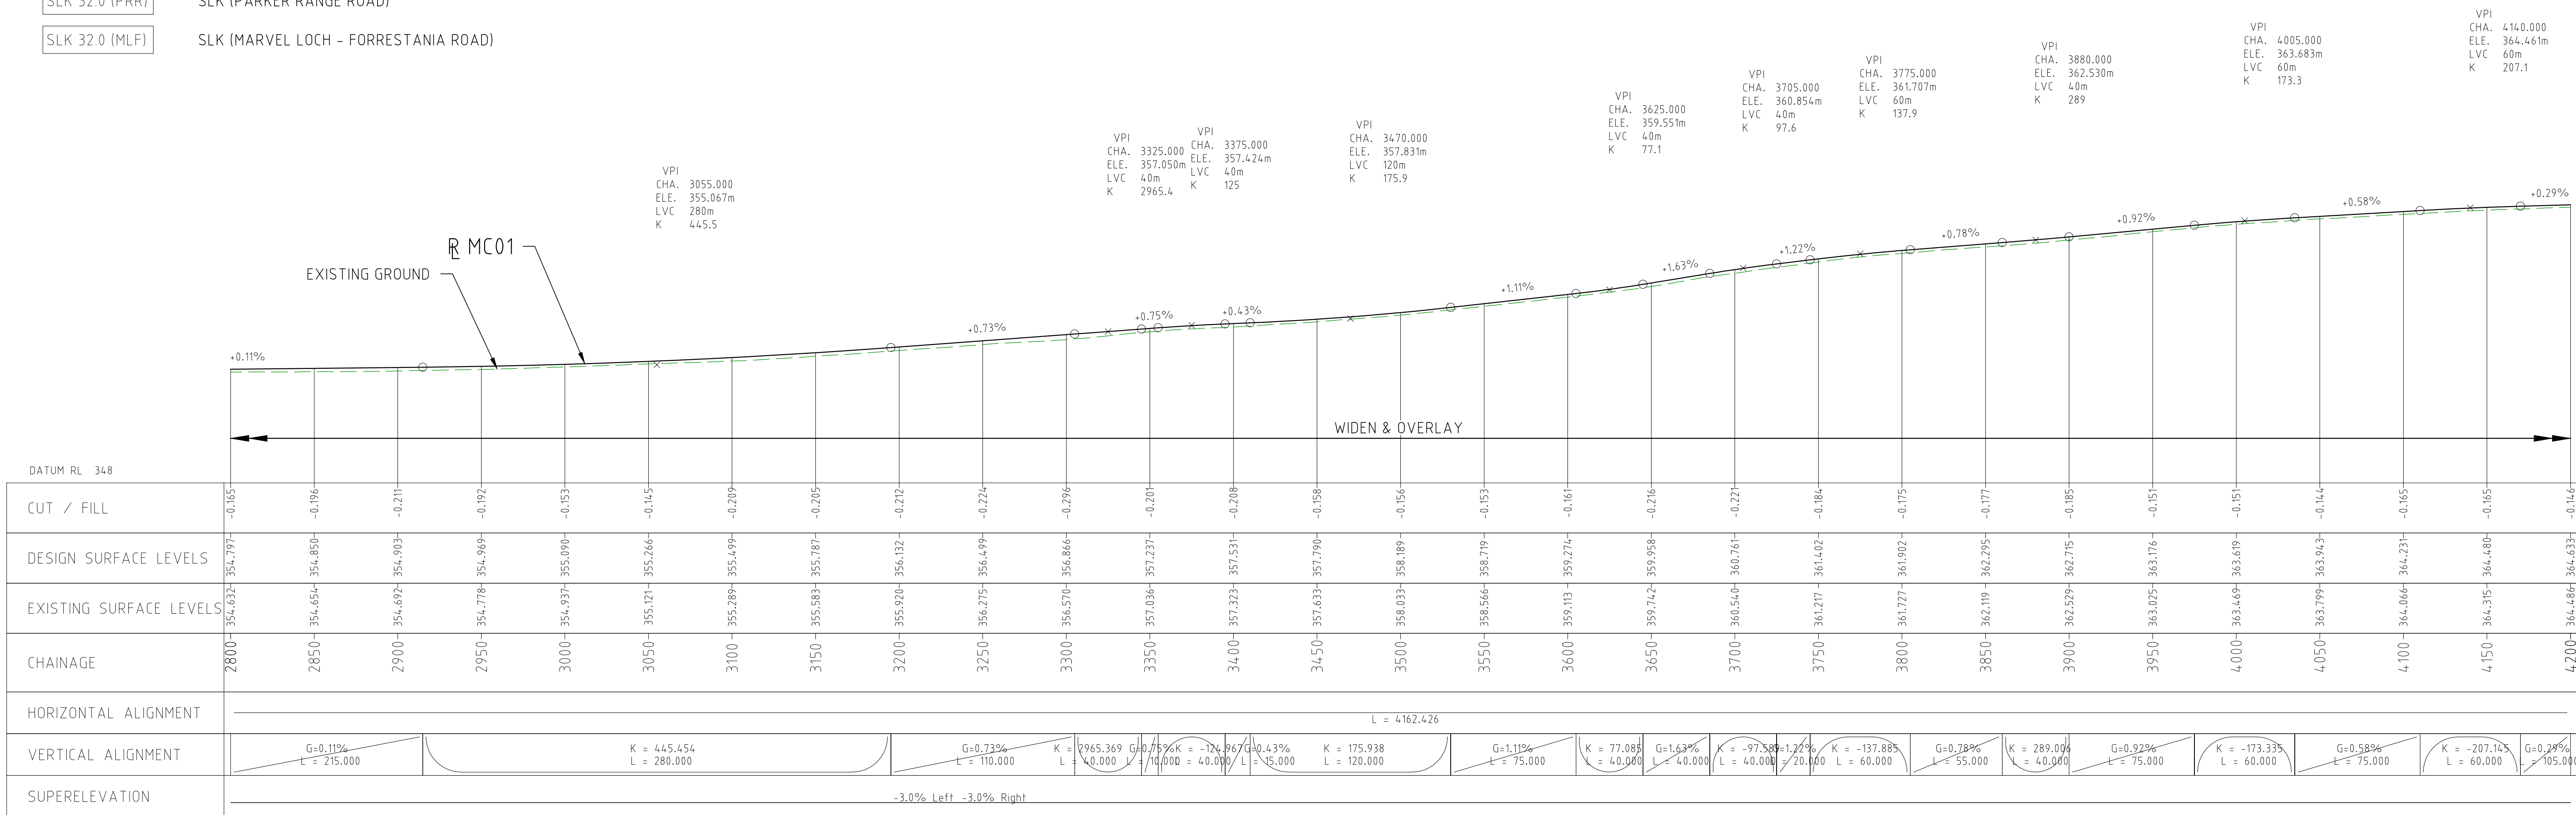 SLK 32.0 (PRR) SLK (PARKER RANGE ROAD)
SLK 32.0 (MLF) SLK (MARVEL LOCH - FORRESTANIA ROAD)
VPI
CHA. 3055.000
ELE. 355.067m
LVC 280m
K 445.5
VPI
CHA. 3325.000
ELE. 357.050m
LVC 40m
K 2965.4
VPI
CHA. 3375.000
ELE. 357.424m
LVC 40m
K 125
VPI
CHA. 3470.000
ELE. 357.831m
LVC 120m
K 175.9
VPI
CHA. 3625.000
ELE. 359.551m
LVC 40m
K 77.1
VPI
CHA. 3705.000
ELE. 360.854m
LVC 40m
K 97.6
VPI
CHA. 3775.000
ELE. 361.707m
LVC 60m
K 137.9
VPI
CHA. 3880.000
ELE. 362.530m
LVC 40m
K 289
VPI
CHA. 4005.000
ELE. 363.683m
LVC 60m
K 173.3
VPI
CHA. 4140.000
ELE. 364.461m
LVC 60m
K 207.1
MC01
EXISTING GROUND
+0.11% +0.73% +0.75% +0.43% +1.11% +1.63% +1.22% +0.78% +0.92% +0.58% +0.29%
WIDEN & OVERLAY
DATUM RL 348
CUT / FILL -0.165 -0.196 -0.211 -0.192 -0.153 -0.145 -0.209 -0.205 -0.212 -0.224 -0.296 -0.201 -0.208 -0.158 -0.156 -0.153 -0.161 -0.216 -0.221 -0.184 -0.175 -0.177 -0.185 -0.151 -0.151 -0.144 -0.165 -0.165 -0.146
DESIGN SURFACE LEVELS 354.797 354.850 354.903 354.969 355.090 355.266 355.499 355.787 356.132 356.499 356.866 357.237 357.531 357.790 358.189 358.719 359.274 359.958 360.761 361.402 361.902 362.295 362.715 363.176 363.619 363.943 364.231 364.480 364.633
EXISTING SURFACE LEVELS 354.632 354.654 354.692 354.778 354.937 355.121 355.289 355.583 355.920 356.275 356.570 357.036 357.323 357.633 358.033 358.566 359.113 359.742 360.540 361.217 361.727 362.119 362.529 363.025 363.469 363.799 364.066 364.315 364.486
CHAINAGE 2800 2850 2900 2950 3000 3050 3100 3150 3200 3250 3300 3350 3400 3450 3500 3550 3600 3650 3700 3750 3800 3850 3900 3950 4000 4050 4100 4150 4200
HORIZONTAL ALIGNMENT L = 4162.426
VERTICAL ALIGNMENT
G=0.11%
L = 215.000
K = 445.454
L = 280.000
G=0.73%
L = 110.000
K = 2965.369
L = 40.000
G=0.75%
L = 10.000
K = -124.967
L = 40.000
G=0.43%
L = 15.000
K = 175.938
L = 120.000
G=1.11%
L = 75.000
K = 77.085
L = 40.000
G=1.63%
L = 40.000
L = 40.000
G=1.22%
L = 20.000
K = -137.885
L = 60.000
G=0.78%
L = 55.000
K = 289.006
L = 40.000
G=0.92%
L = 75.000
K = -173.335
L = 60.000
G=0.58%
L = 75.000
K = -207.145
L = 60.000
G=0.29%
L = 105.000
SUPERELEVATION -3.0% Left -3.0% Right